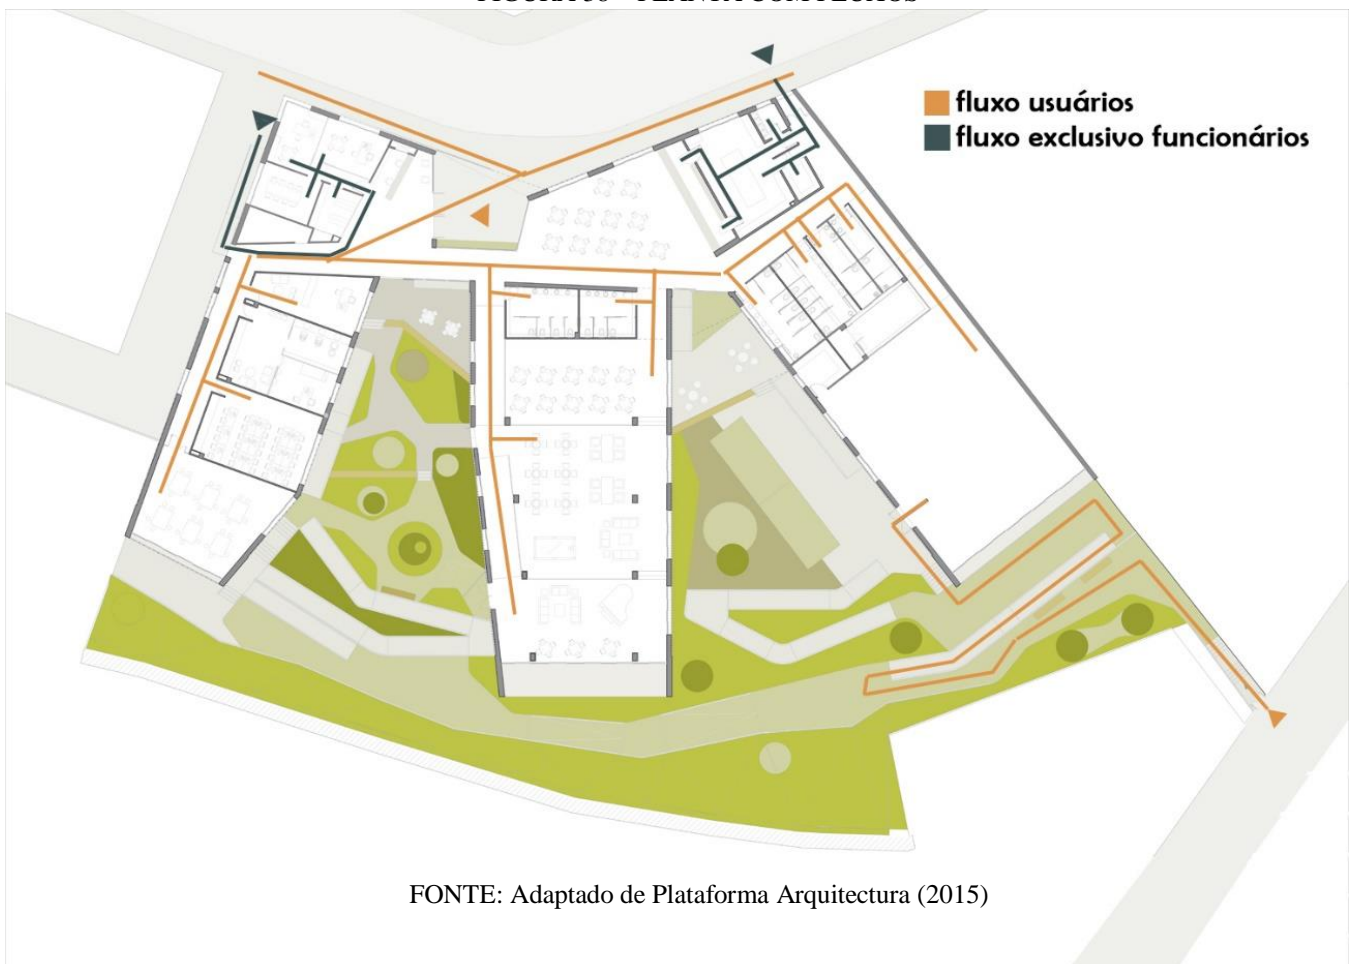 fluxo usuários
fluxo exclusivo funcionários
FONTE: Adaptado de Plataforma Arquitectura (2015)